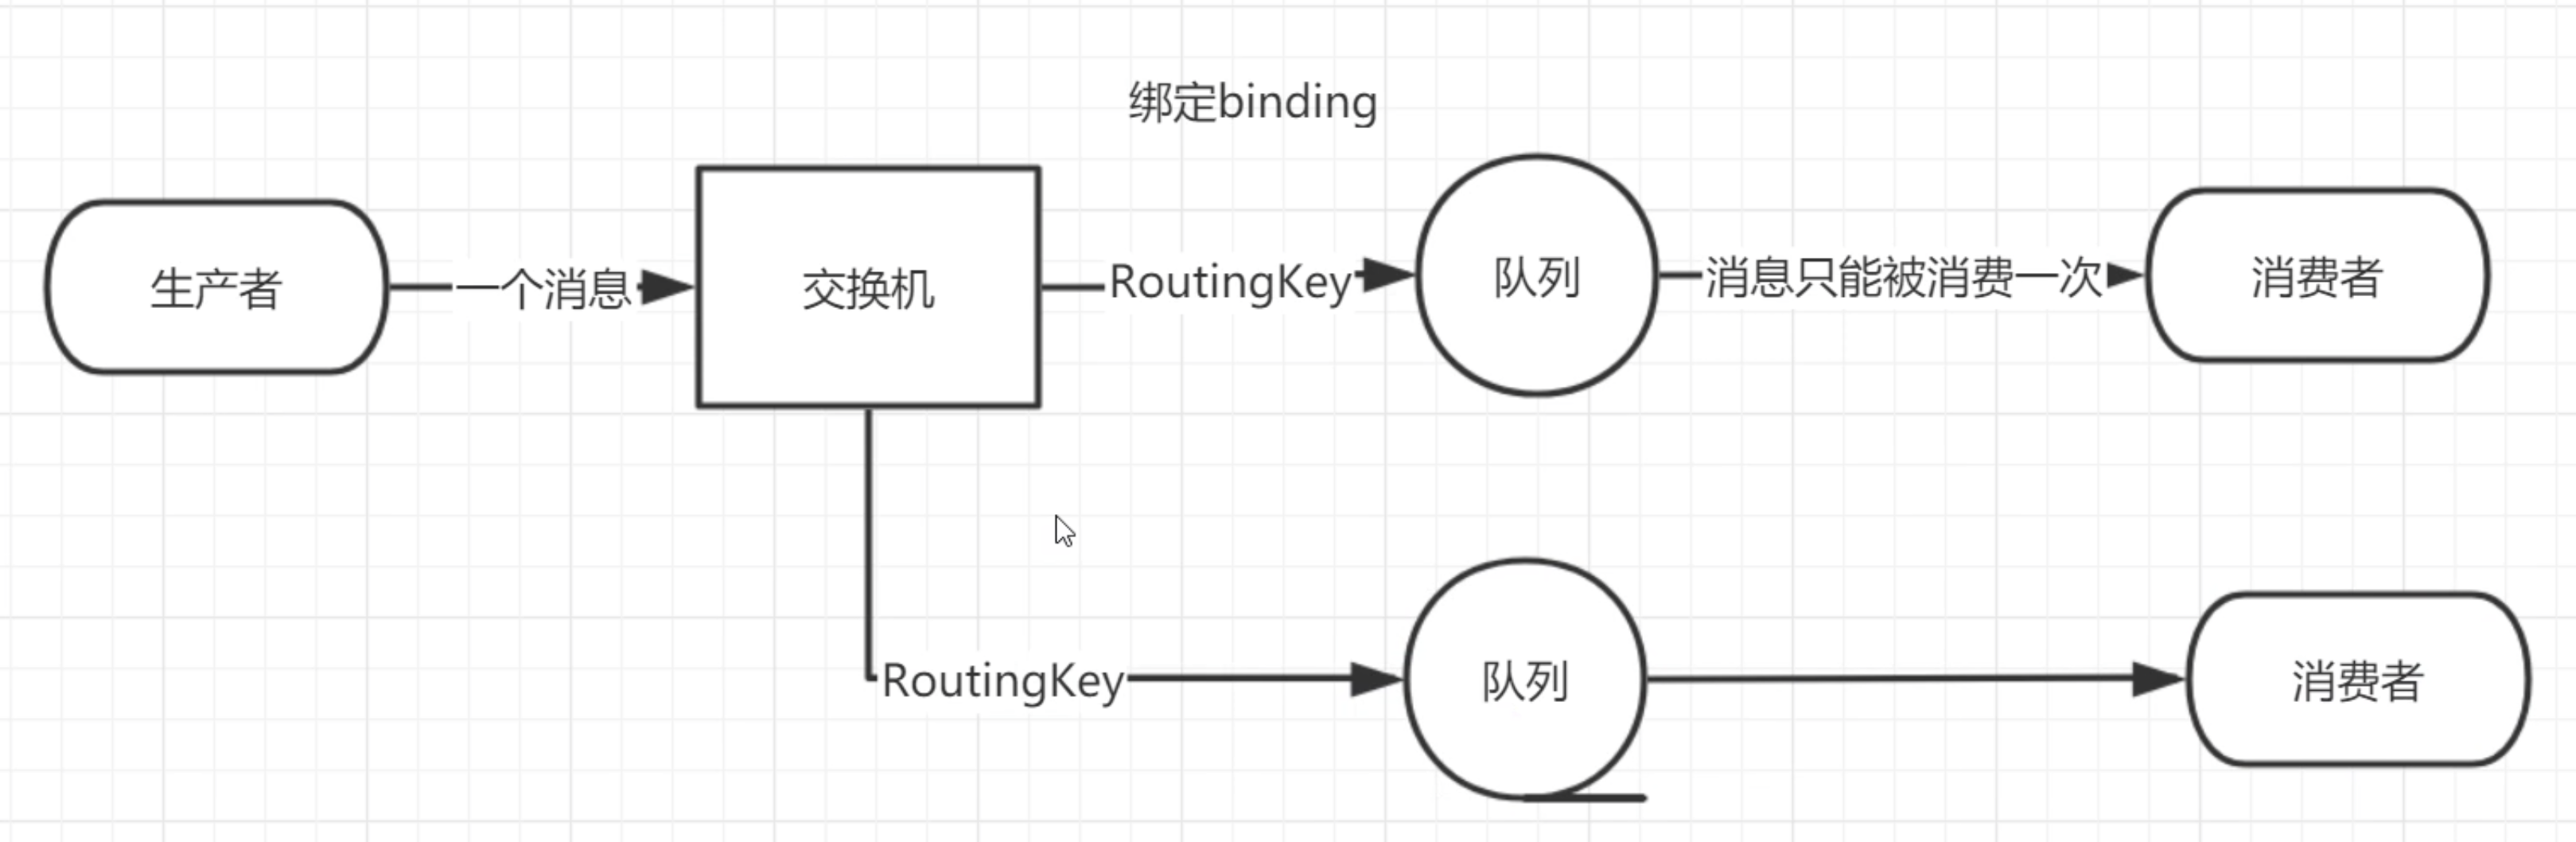 绑定binding
生产者
一个消息
交换机
RoutingKey
队列
消息只能被消费一次
消费者
RoutingKey
队列
消费者